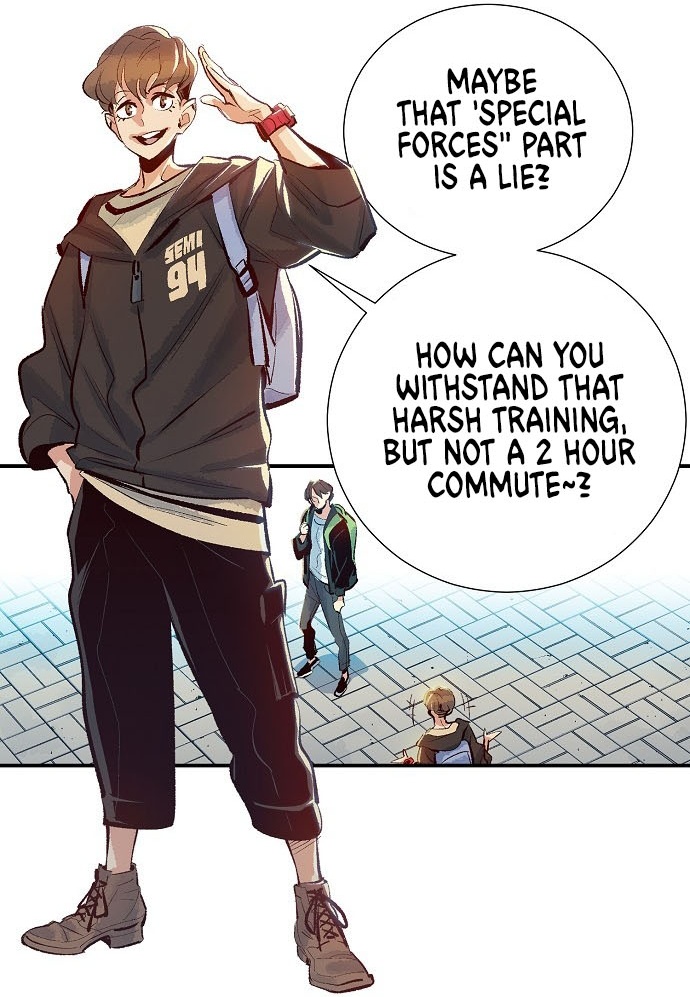 MAYBE
THAT 'SPECIAL
FORCES" PART
IS A LIE?
SEMI
94
HOW CAN YOU
WITHSTAND THAT
HARSH TRAINING,
BUT NOT A 2 HOUR
COMMUTE~?